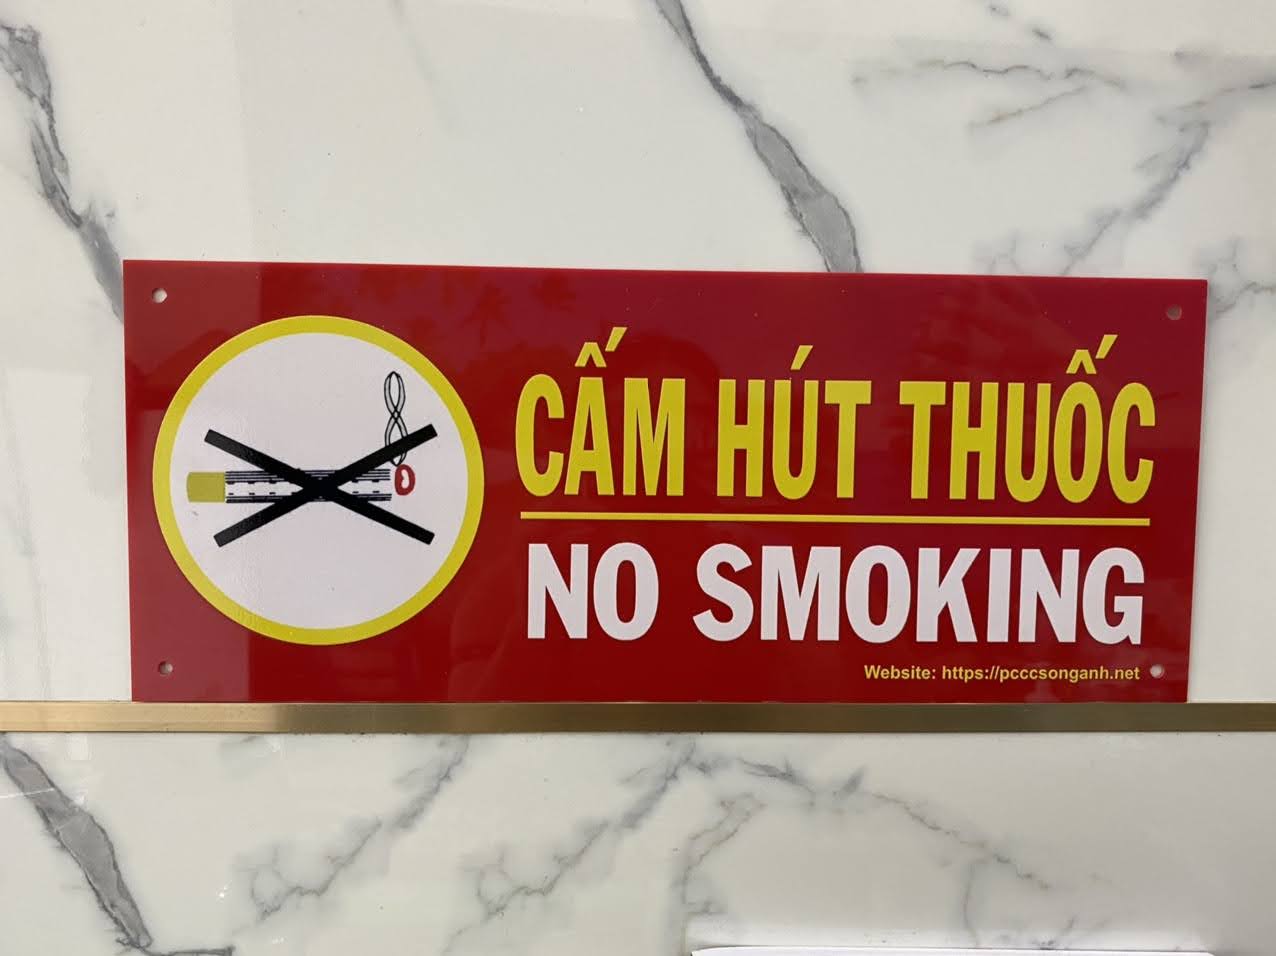 CẤM HÚT THUỐC
NO SMOKING
Website: https://pcccsonganh.net